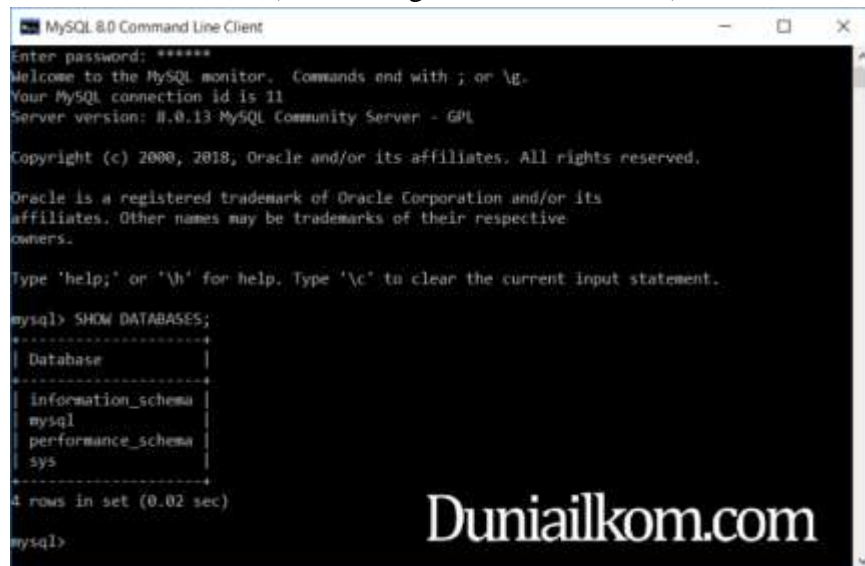 MySQL 8.0 Command Line Client
Enter password: ******
Welcome to the MySQL monitor.  Commands end with ; or \g.
Your MySQL connection id is 11
Server version: 8.0.13 MySQL Community Server - GPL
Copyright (c) 2000, 2018, Oracle and/or its affiliates. All rights reserved.
Oracle is a registered trademark of Oracle Corporation and/or its
affiliates. Other names may be trademarks of their respective
owners.
Type 'help;' or '\h' for help. Type '\c' to clear the current input statement.
mysql> SHOW DATABASES;
+--------------------+
| Database           |
+--------------------+
| information_schema |
| mysql              |
| performance_schema |
| sys                |
+--------------------+
4 rows in set (0.02 sec)
Duniailkom.com
mysql>